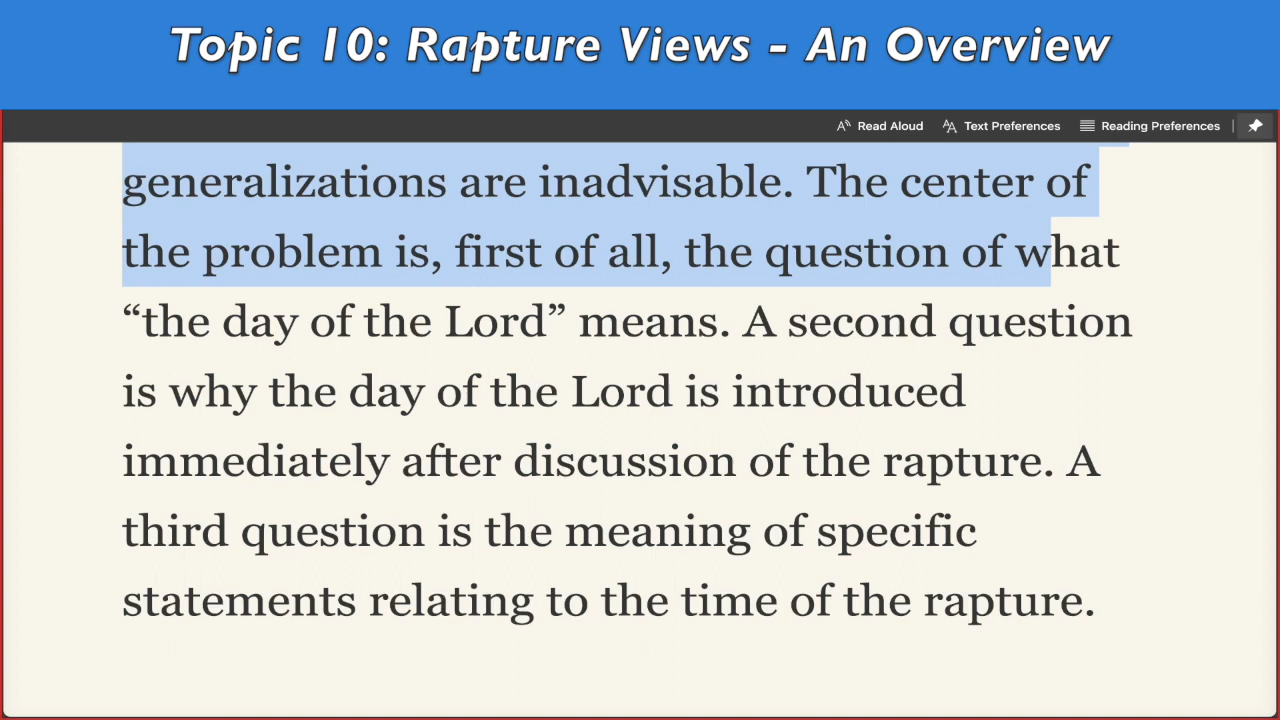 Topic 10: Rapture Views - An Overview
Read Aloud Text Preferences Reading Preferences
generalizations are inadvisable. The center of
the problem is, first of all, the question of what
“the day of the Lord” means. A second question
is why the day of the Lord is introduced
immediately after discussion of the rapture. A
third question is the meaning of specific
statements relating to the time of the rapture.